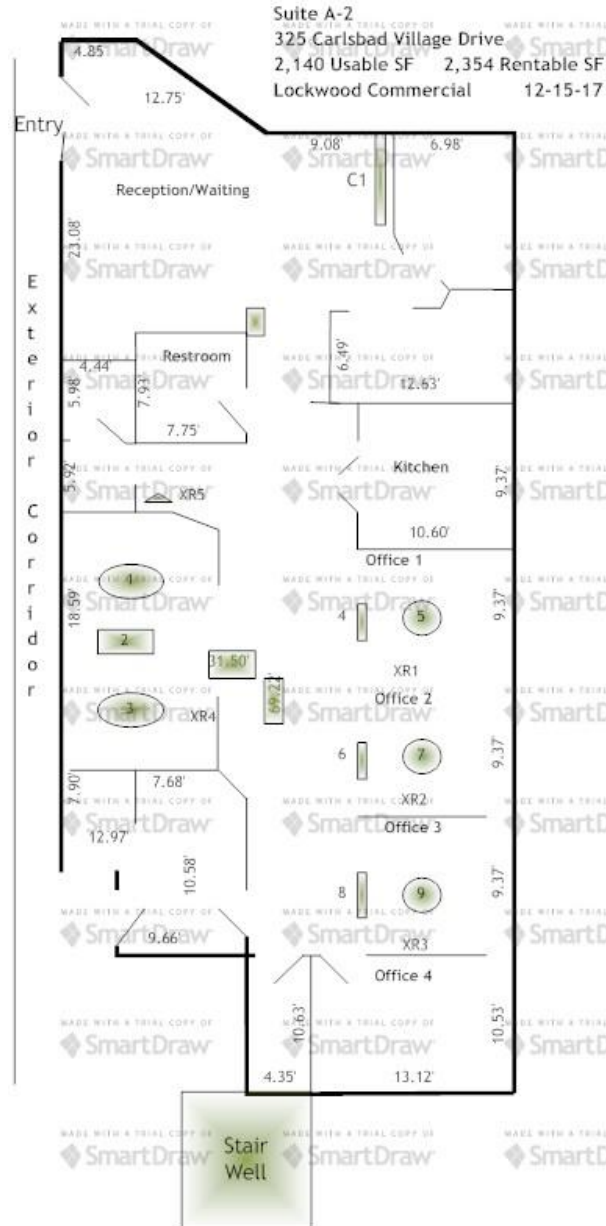 Suite A-2
325 Carlsbad Village Drive
2,140 Usable SF 2,354 Rentable SF
Lockwood Commercial 12-15-17
4.85'
12.75'
Entry
9.08' 6.98'
MADE WITH A TRIAL COPY OF
SmartDraw
C1
Reception/Waiting
23.08'
Exterior Corridor
Restroom
4.44'
5.98'
7.93'
6.49'
12.63'
7.75'
Kitchen
5.92'
XR5
9.37'
10.60'
Office 1
1
18.59'
4
5
9.37'
2
31.50'
XR1
69.22'
Office 2
3
XR4
6
7
9.37'
7.90'
7.68'
XR2
Office 3
12.97'
10.58'
8
9
9.37'
9.66'
XR3
Office 4
10.63'
10.53'
4.35'
13.12'
Stair
Well